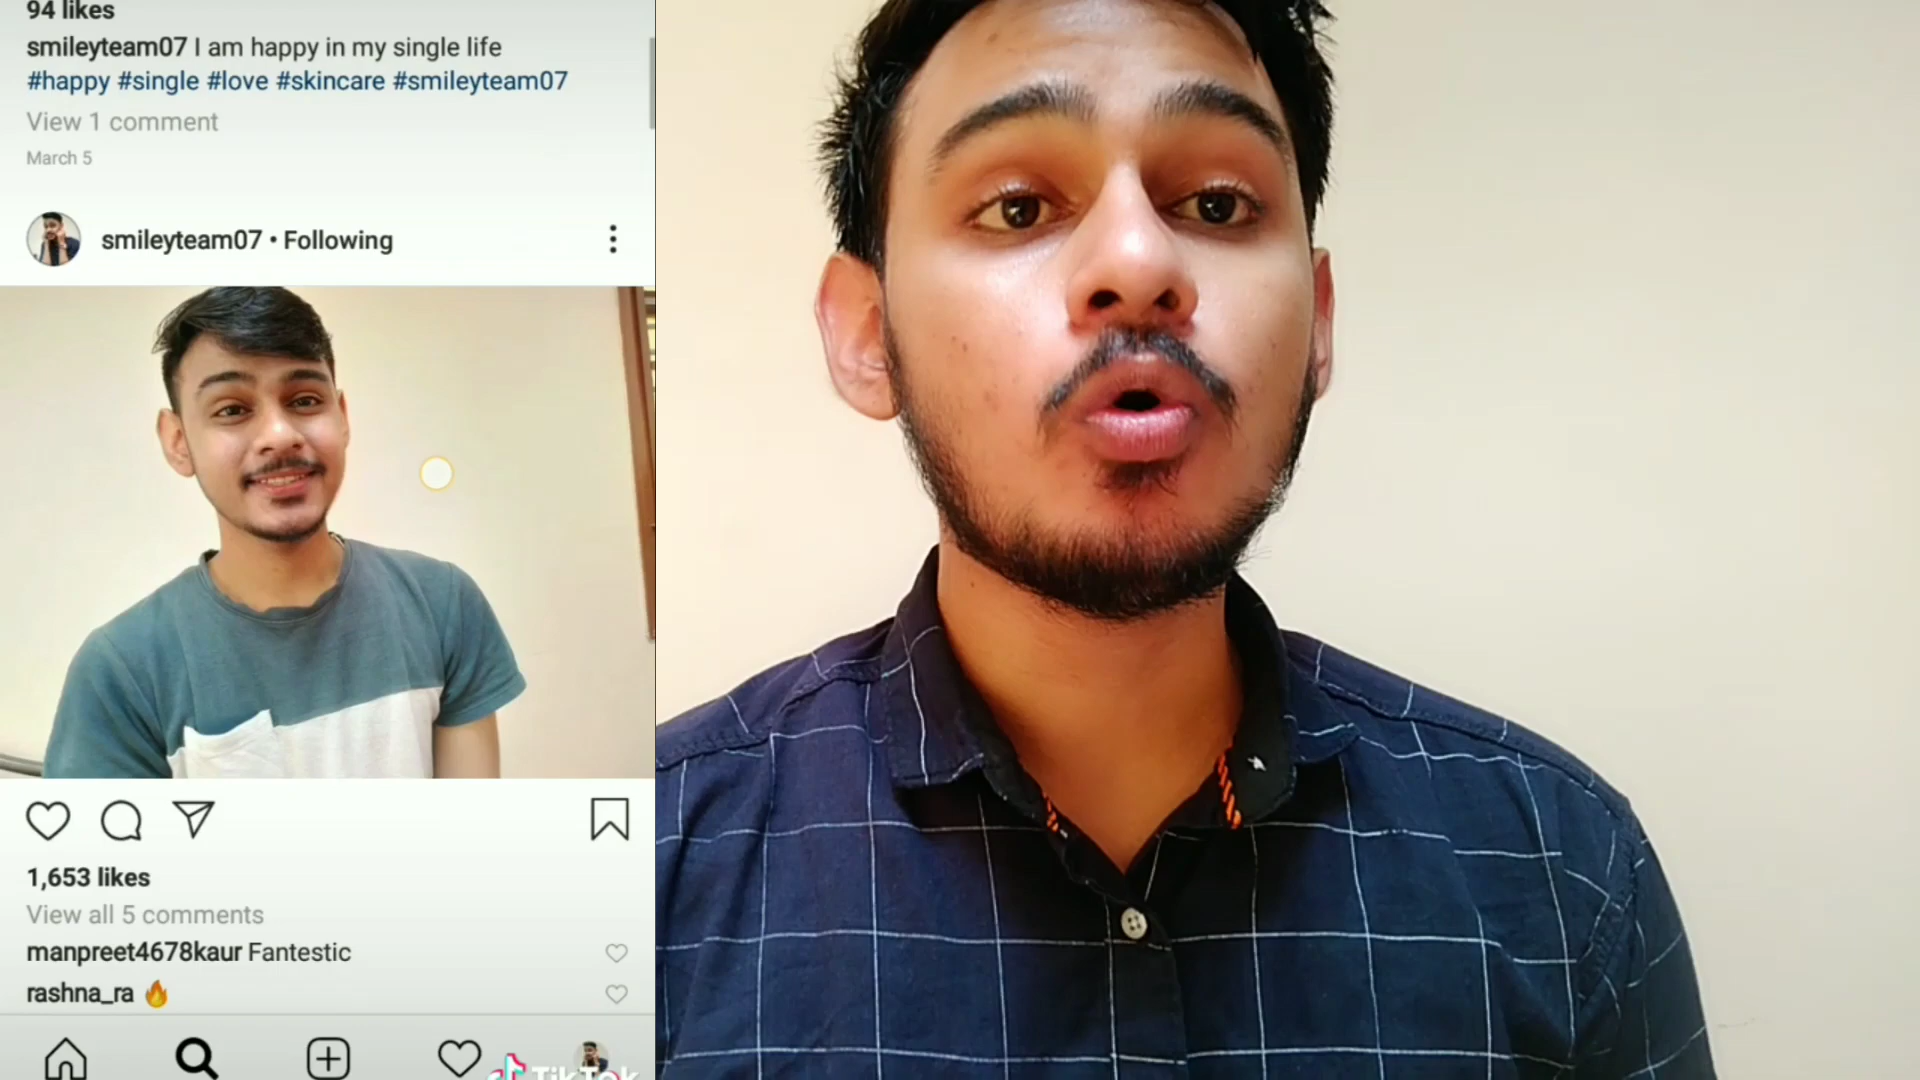 94 likes
smileyteam07 I am happy in my single life
#happy #single #love #skincare #smileyteam07
View 1 comment
March 5
smileyteam07 • Following
1,653 likes
View all 5 comments
manpreet4678kaur Fantestic
rashna_ra 🔥
TikTok